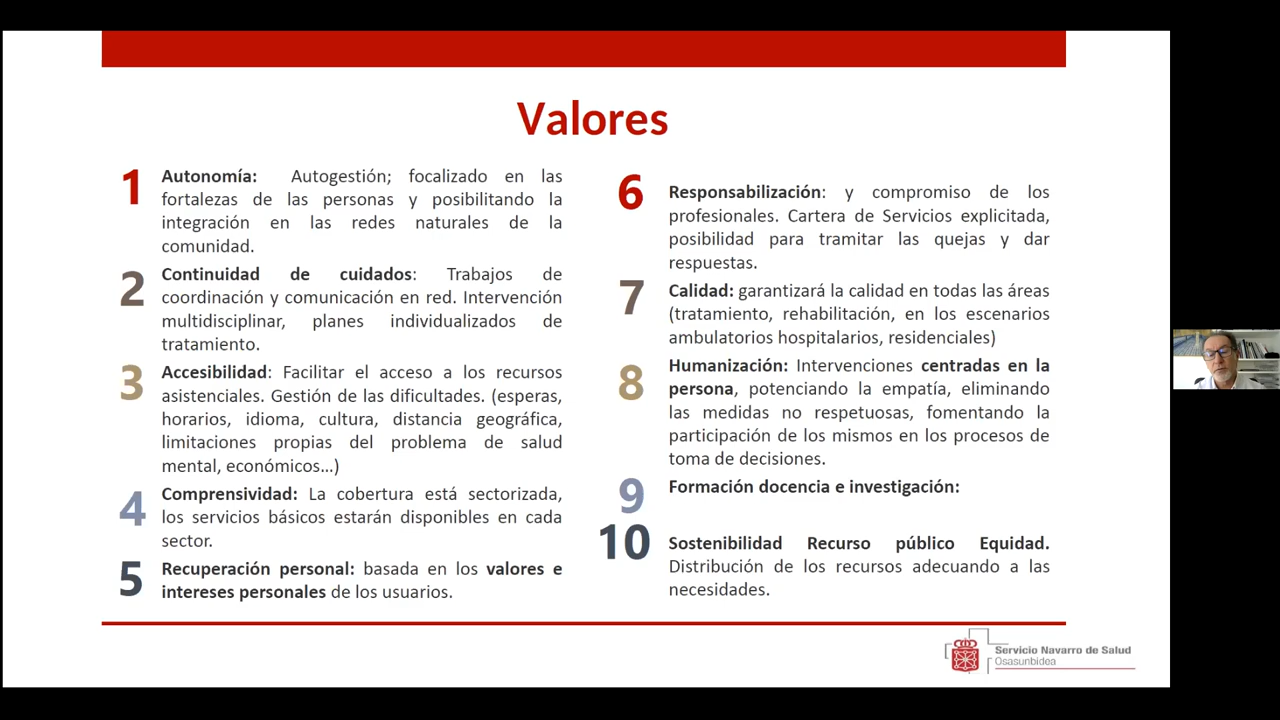 Valores
1
Autonomía: Autogestión; focalizado en las
fortalezas de las personas y posibilitando la
integración en las redes naturales de la
comunidad.
2
Continuidad de cuidados: Trabajos de
coordinación y comunicación en red. Intervención
multidisciplinar, planes individualizados de
tratamiento.
3
Accesibilidad: Facilitar el acceso a los recursos
asistenciales. Gestión de las dificultades. (esperas,
horarios, idioma, cultura, distancia geográfica,
limitaciones propias del problema de salud
mental, económicos...)
4
Comprensividad: La cobertura está sectorizada,
los servicios básicos estarán disponibles en cada
sector.
5
Recuperación personal: basada en los valores e
intereses personales de los usuarios.
6
Responsabilización: y compromiso de los
profesionales. Cartera de Servicios explicitada,
posibilidad para tramitar las quejas y dar
respuestas.
7
Calidad: garantizará la calidad en todas las áreas
(tratamiento, rehabilitación, en los escenarios
ambulatorios hospitalarios, residenciales)
8
Humanización: Intervenciones centradas en la
persona, potenciando la empatía, eliminando
las medidas no respetuosas, fomentando la
participación de los mismos en los procesos de
toma de decisiones.
9
Formación docencia e investigación:
10
Sostenibilidad Recurso público Equidad.
Distribución de los recursos adecuando a las
necesidades.
Servicio Navarro de Salud
Osasunbidea